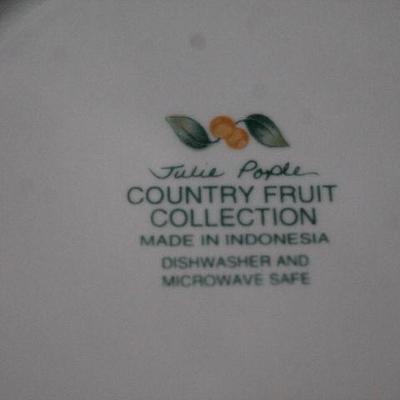 Julie Pople
COUNTRY FRUIT
COLLECTION
MADE IN INDONESIA
DISHWASHER AND
MICROWAVE SAFE